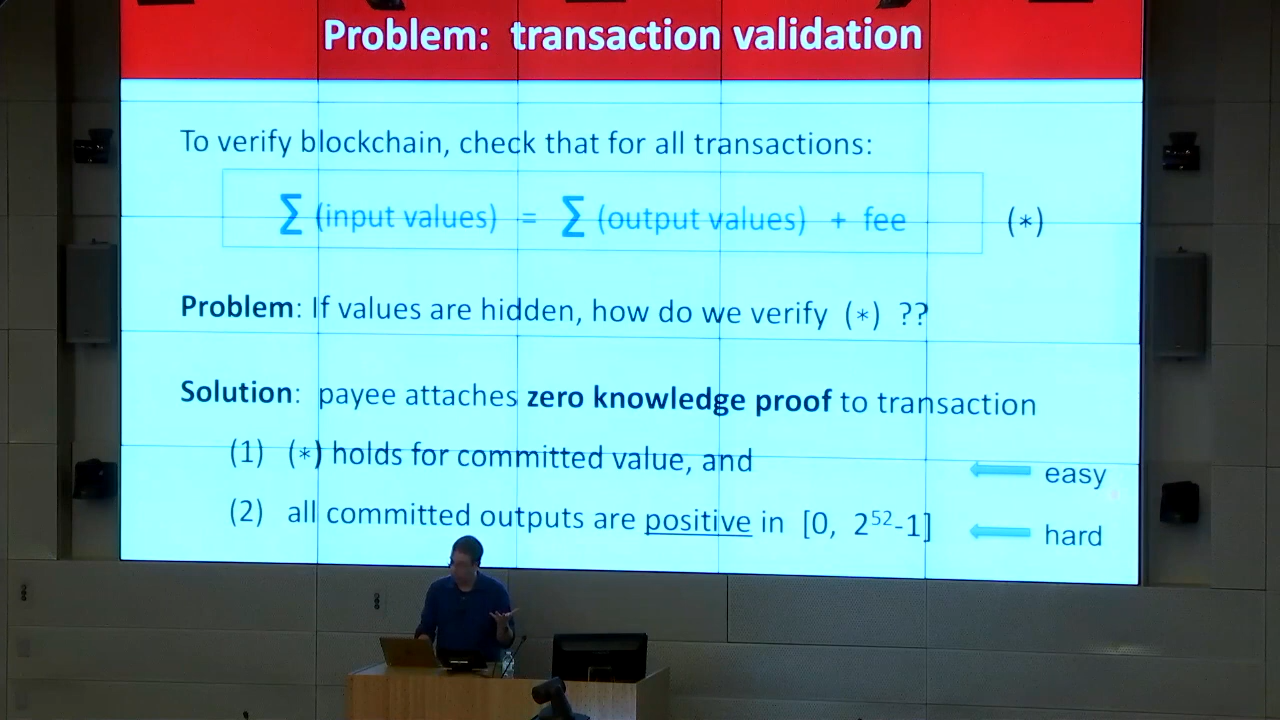 Problem: transaction validation
To verify blockchain, check that for all transactions:
∑ (input values) = ∑ (output values) + fee (*)
Problem: If values are hidden, how do we verify (*) ??
Solution: payee attaches zero knowledge proof to transaction
(1) (*) holds for committed value, and easy
(2) all committed outputs are positive in [0, 2⁵²-1] hard